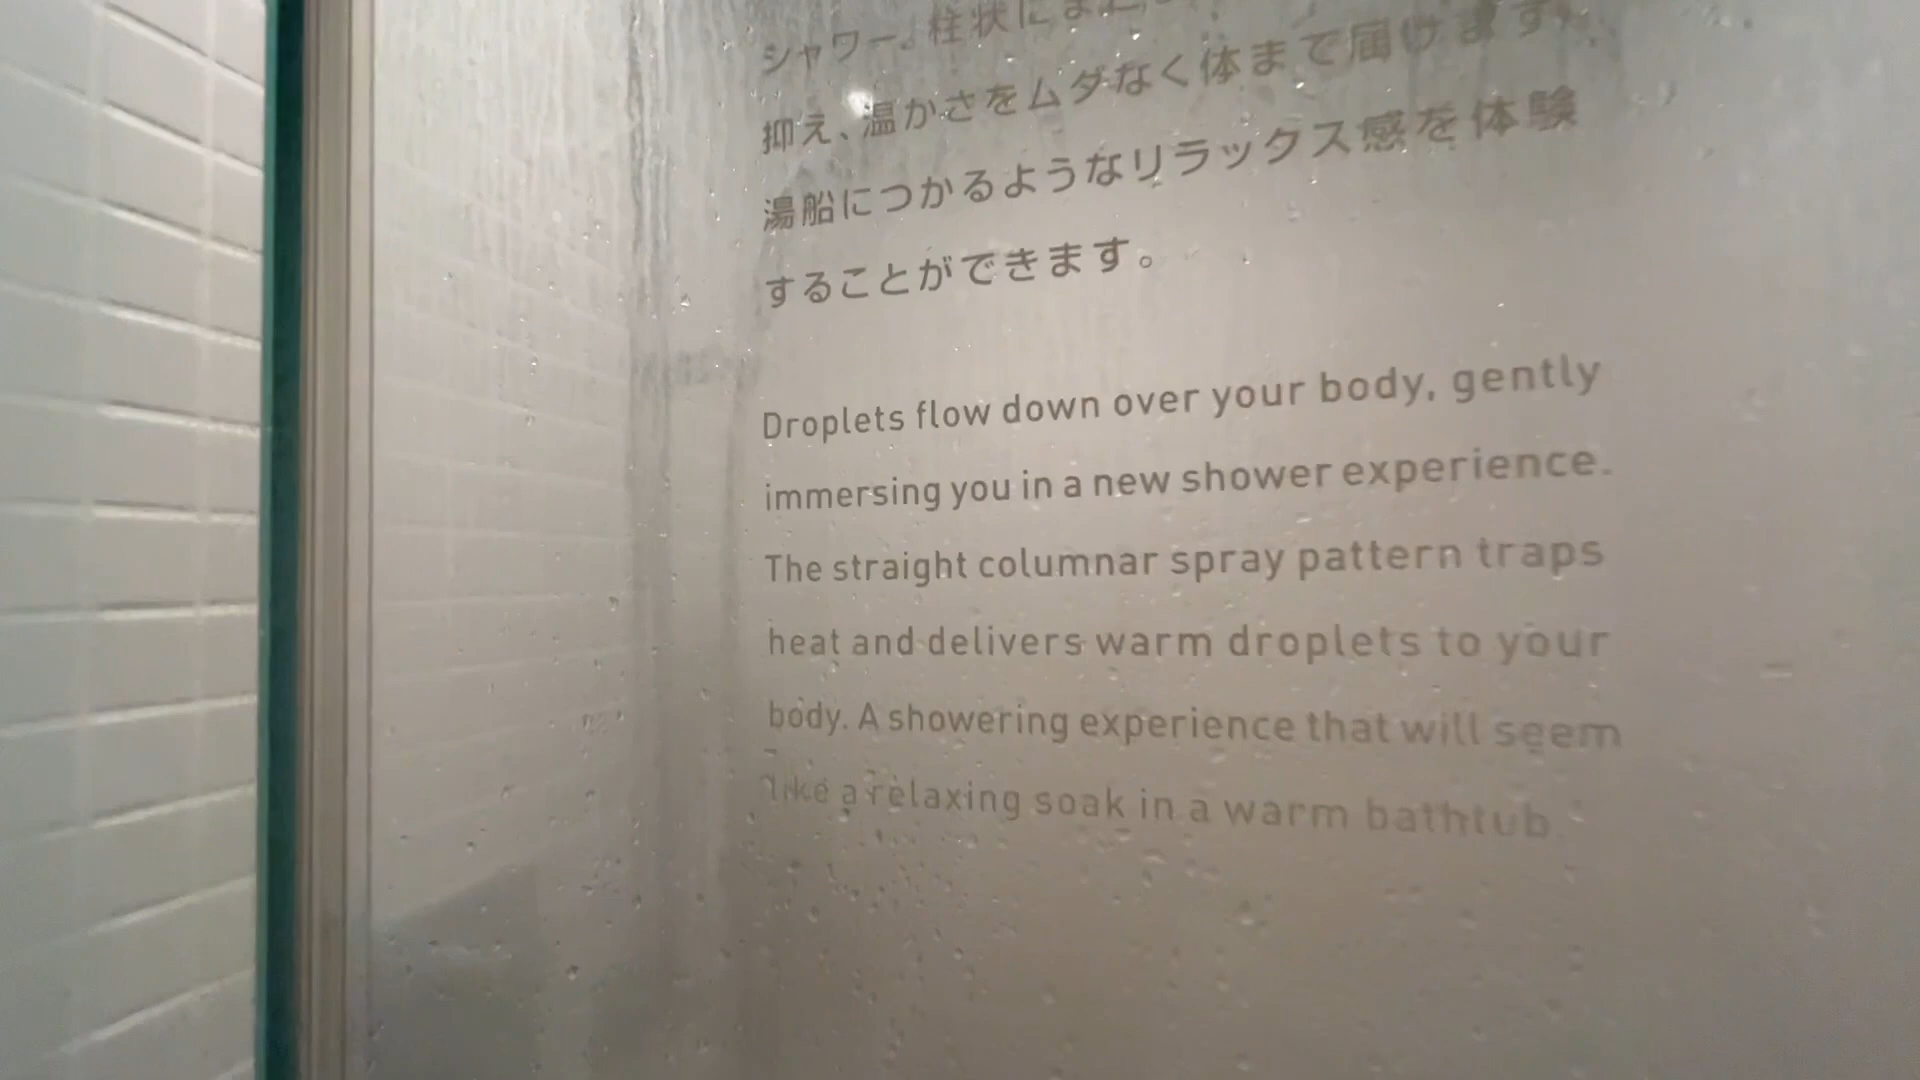 シャワー。柱状にまと
抑え、温かさをムダなく体まで届けます。
湯船につかるようなリラックス感を体験
することができます。
Droplets flow down over your body, gently
immersing you in a new shower experience.
The straight columnar spray pattern traps
heat and delivers warm droplets to your
body. A showering experience that will seem
like a relaxing soak in a warm bathtub.